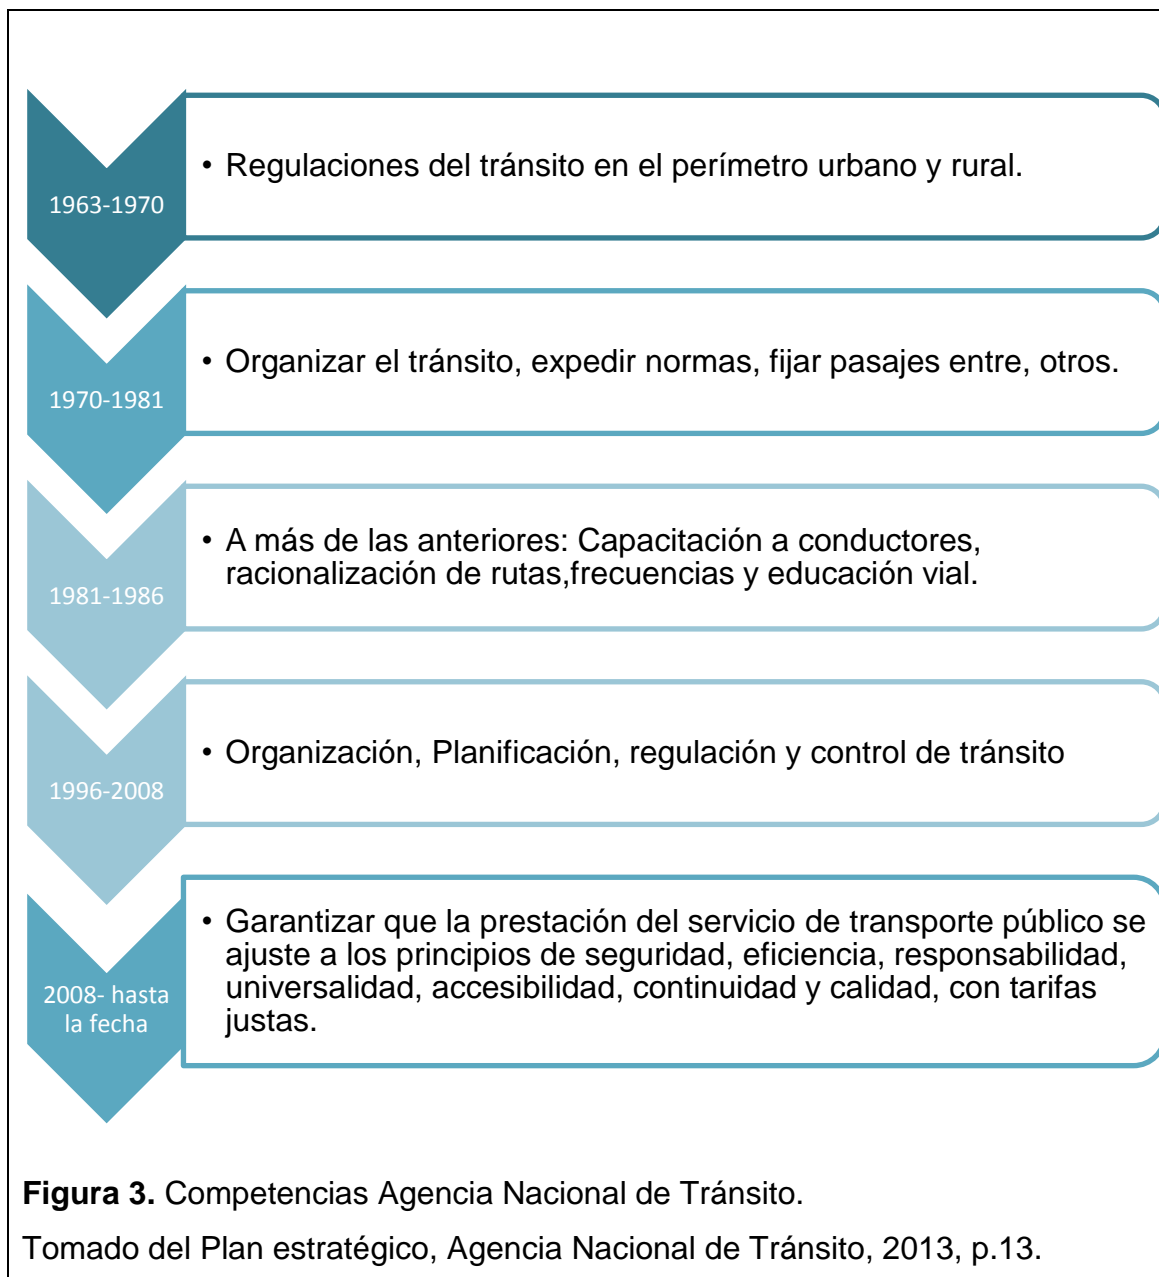 1963-1970
• Regulaciones del tránsito en el perímetro urbano y rural.
1970-1981
• Organizar el tránsito, expedir normas, fijar pasajes entre, otros.
1981-1986
• A más de las anteriores: Capacitación a conductores,
racionalización de rutas,frecuencias y educación vial.
1996-2008
• Organización, Planificación, regulación y control de tránsito
2008- hasta
la fecha
• Garantizar que la prestación del servicio de transporte público se
ajuste a los principios de seguridad, eficiencia, responsabilidad,
universalidad, accesibilidad, continuidad y calidad, con tarifas
justas.
Figura 3. Competencias Agencia Nacional de Tránsito.
Tomado del Plan estratégico, Agencia Nacional de Tránsito, 2013, p.13.